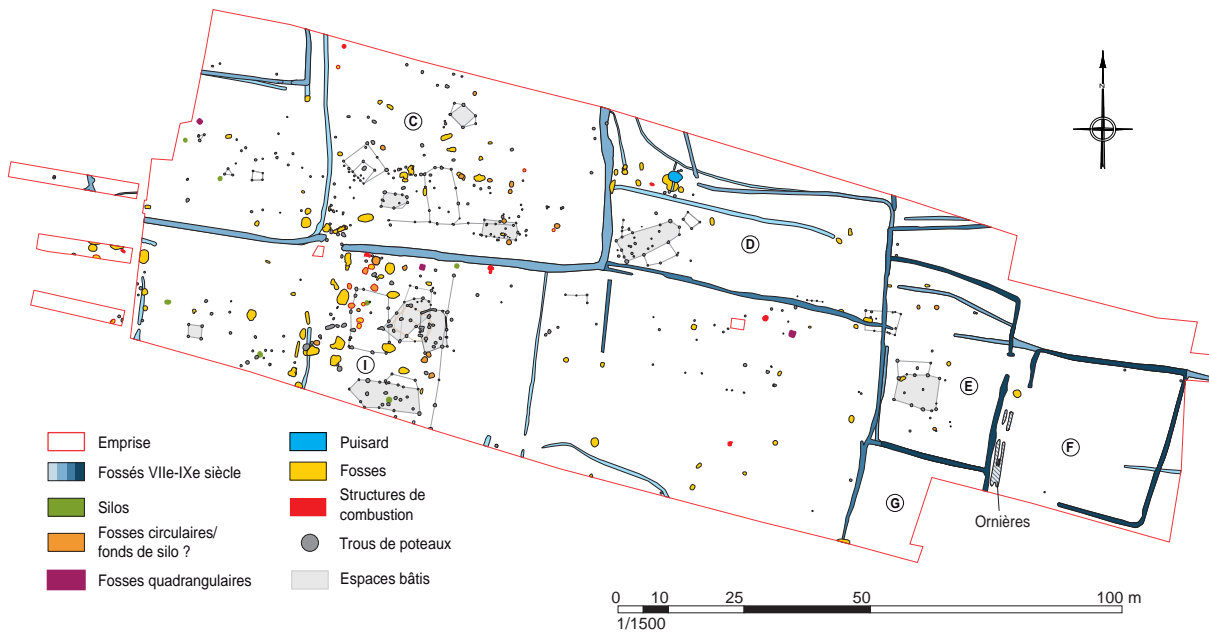 N
C
D
E
F
G
I
Ornières
Emprise
Fossés VIIe-IXe siècle
Silos
Fosses circulaires/
fonds de silo ?
Fosses quadrangulaires
Puisard
Fosses
Structures de
combustion
Trous de poteaux
Espaces bâtis
0 10 25 50 100 m
1/1500